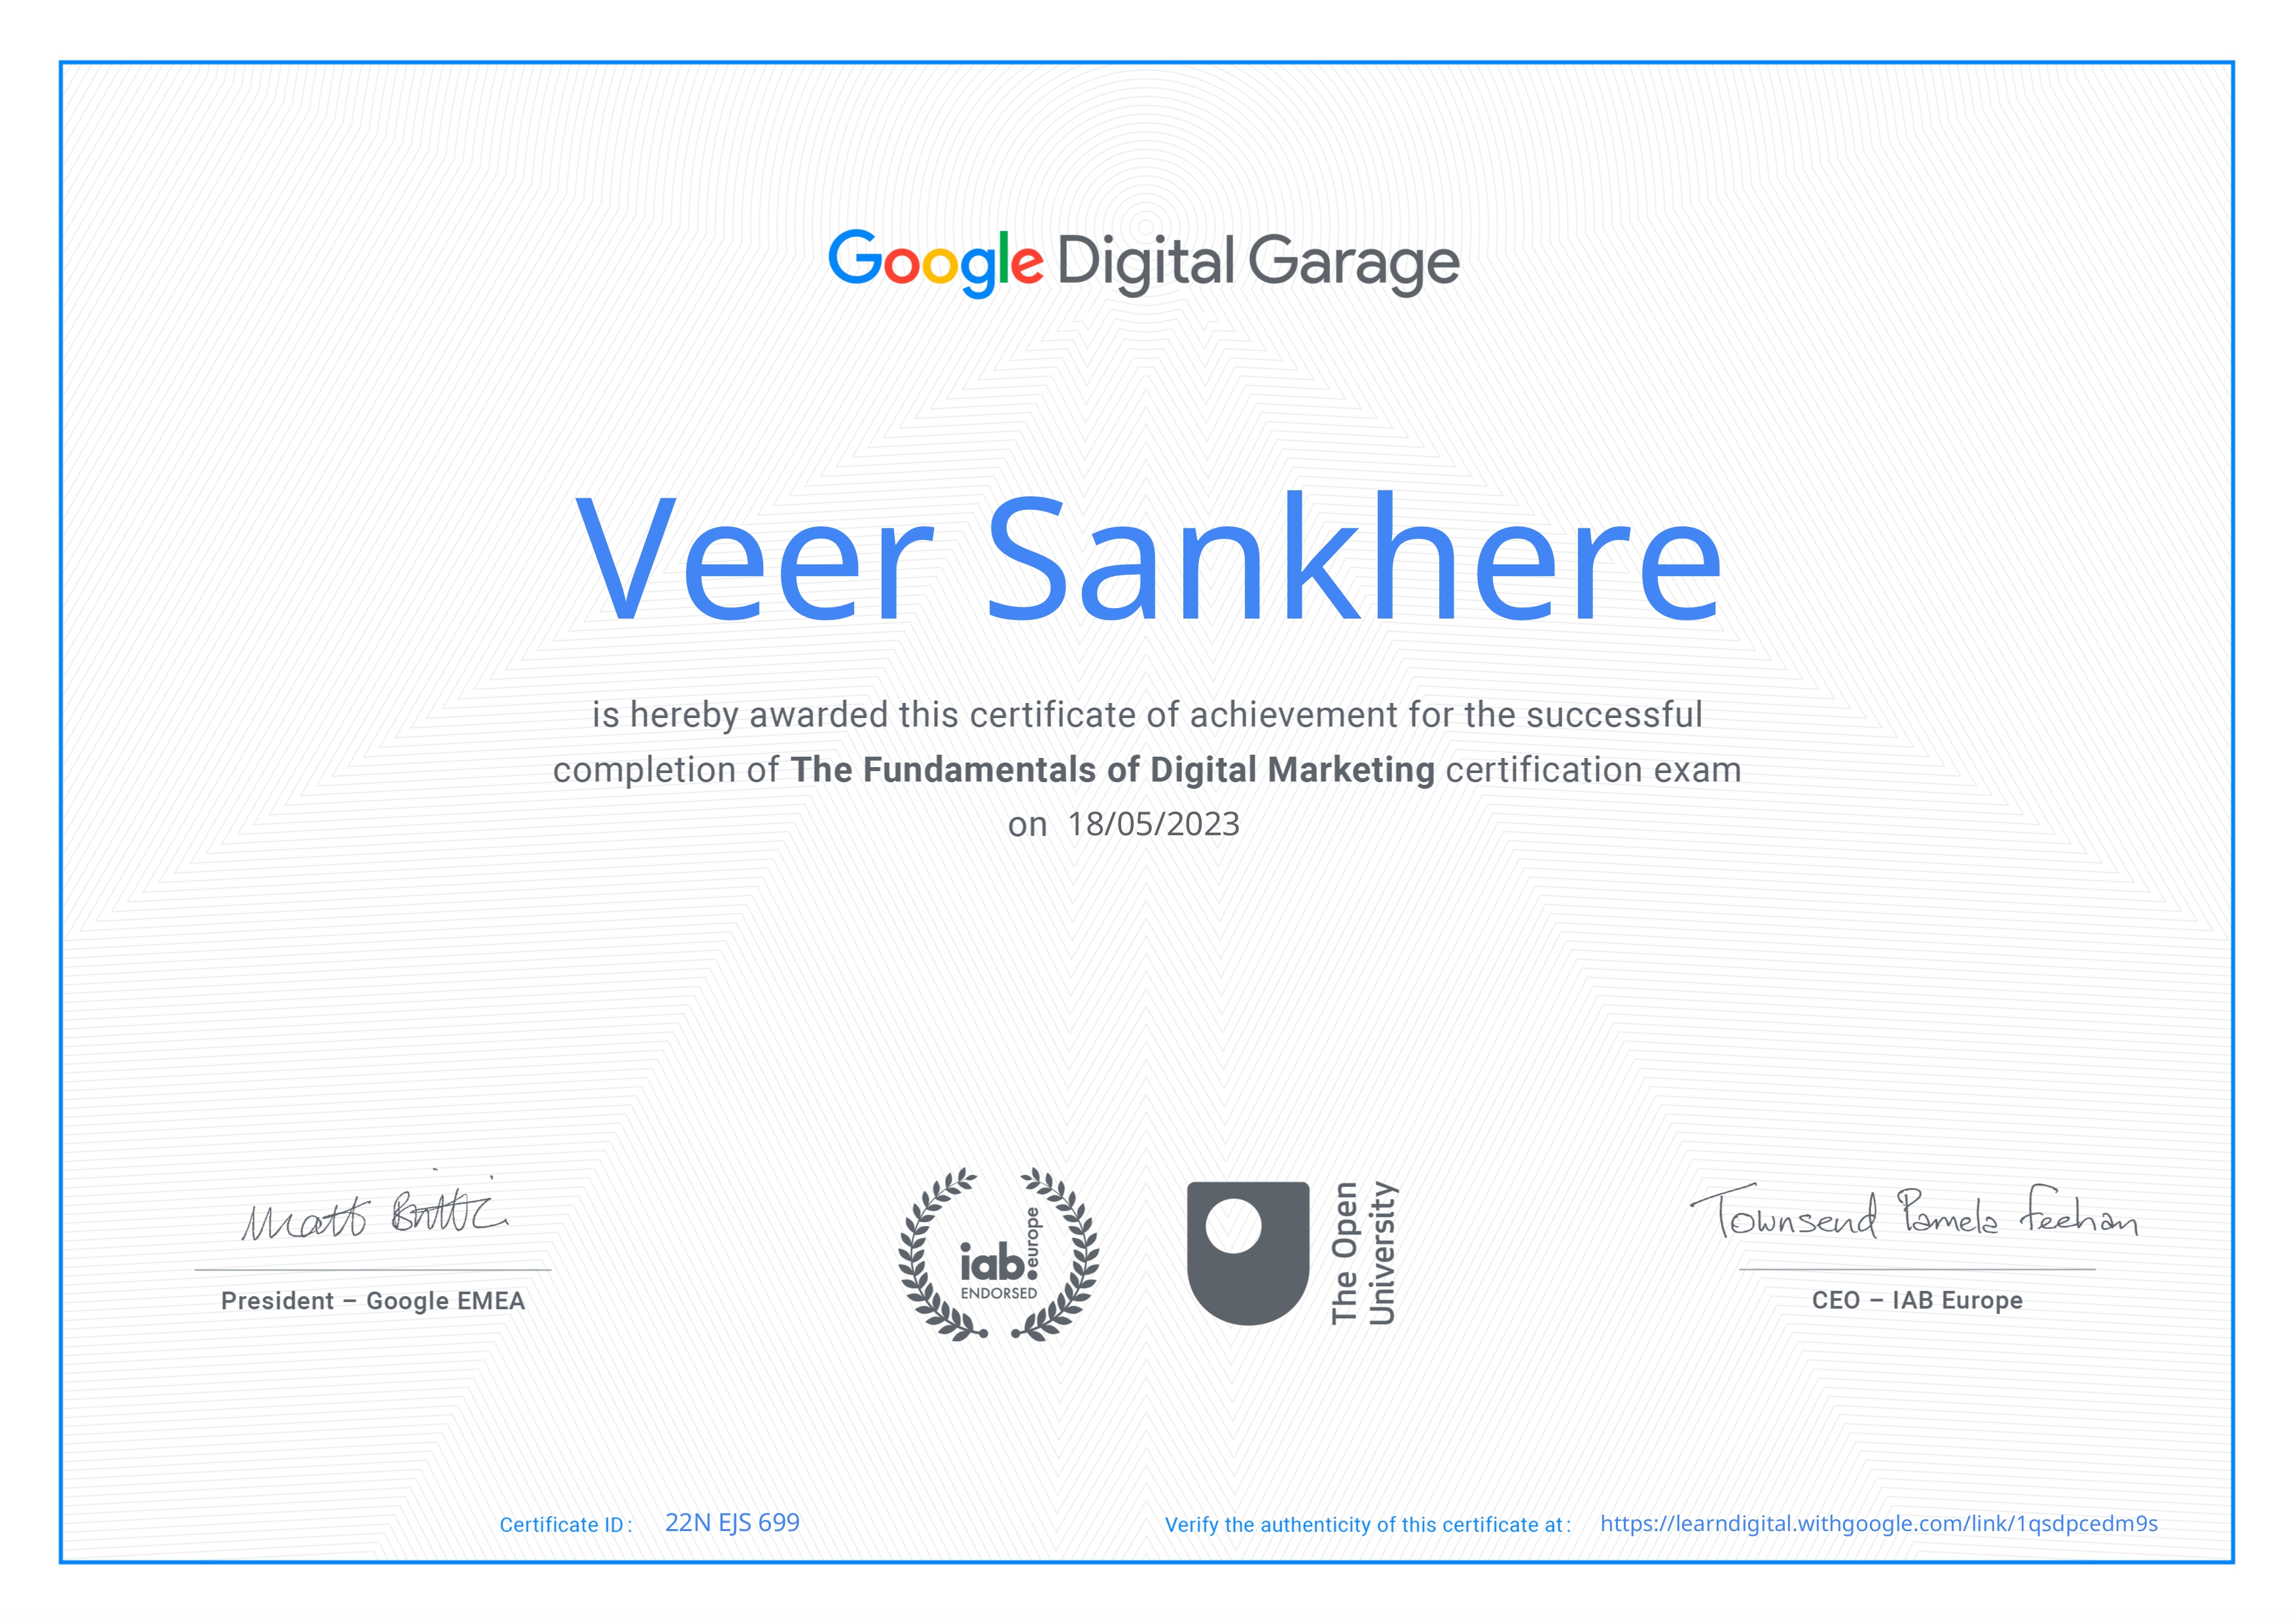 Google Digital Garage
Veer Sankhere
is hereby awarded this certificate of achievement for the successful
completion of The Fundamentals of Digital Marketing certification exam
on 18/05/2023
Matt Brittin
President – Google EMEA
iab.europe
ENDORSED
The Open
University
Townsend Pamela Feehan
CEO – IAB Europe
Certificate ID: 22N EJS 699
Verify the authenticity of this certificate at: https://learndigital.withgoogle.com/link/1qsdpcedm9s